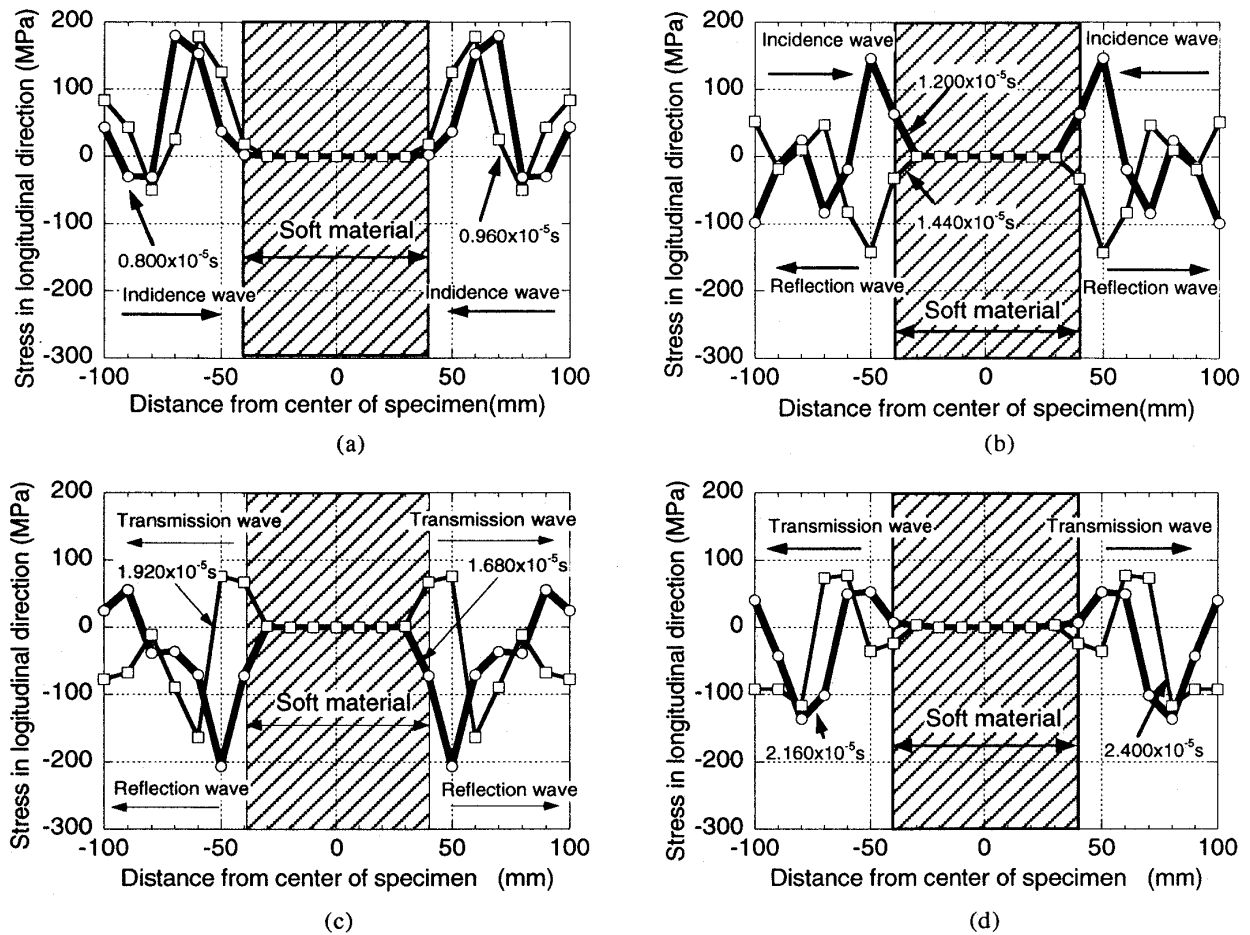 Stress in longitudinal direction (MPa)
200
100
0
-100
-200
-300
0.800x10-5s
Soft material
0.960x10-5s
Indidence wave
Indidence wave
-100
-50
0
50
100
Distance from center of specimen(mm)
(a)
Stress in logitudinal direction (MPa)
200
100
0
-100
-200
-300
Incidence wave
Incidence wave
1.200x10-5s
1.440x10-5s
Reflection wave
Reflection wave
Soft material
-100
-50
0
50
100
Distance from center of specimen(mm)
(b)
Stress in logitudinal direction (MPa)
200
100
0
-100
-200
-300
Transmission wave
Transmission wave
1.920x10-5s
1.680x10-5s
Soft material
Reflection wave
Reflection wave
-100
-50
0
50
100
Distance from center of specimen (mm)
(c)
Stress in longitudinal direction (MPa)
200
100
0
-100
-200
-300
Transmission wave
Transmission wave
Soft material
2.160x10-5s
2.400x10-5s
-100
-50
0
50
100
Distance from center of specimen (mm)
(d)